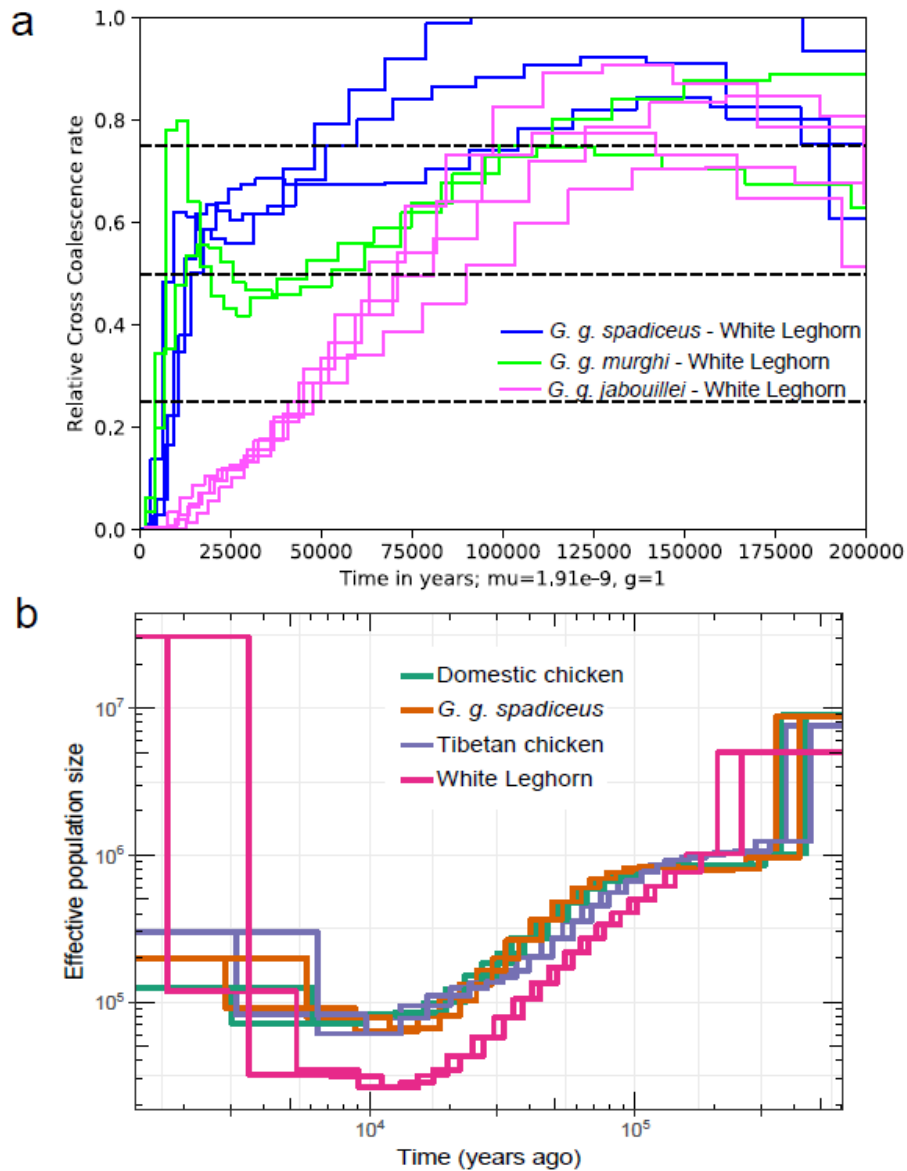 a
1.0
0.8
0.6
0.4
0.2
0.0
Relative Cross Coalescence rate
G. g. spadiceus - White Leghorn
G. g. murghi - White Leghorn
G. g. jabouillei - White Leghorn
0 25000 50000 75000 100000 125000 150000 175000 200000
Time in years; mu=1.91e-9, g=1
b
10^7
10^6
10^5
Effective population size
Domestic chicken
G. g. spadiceus
Tibetan chicken
White Leghorn
10^4 10^5
Time (years ago)